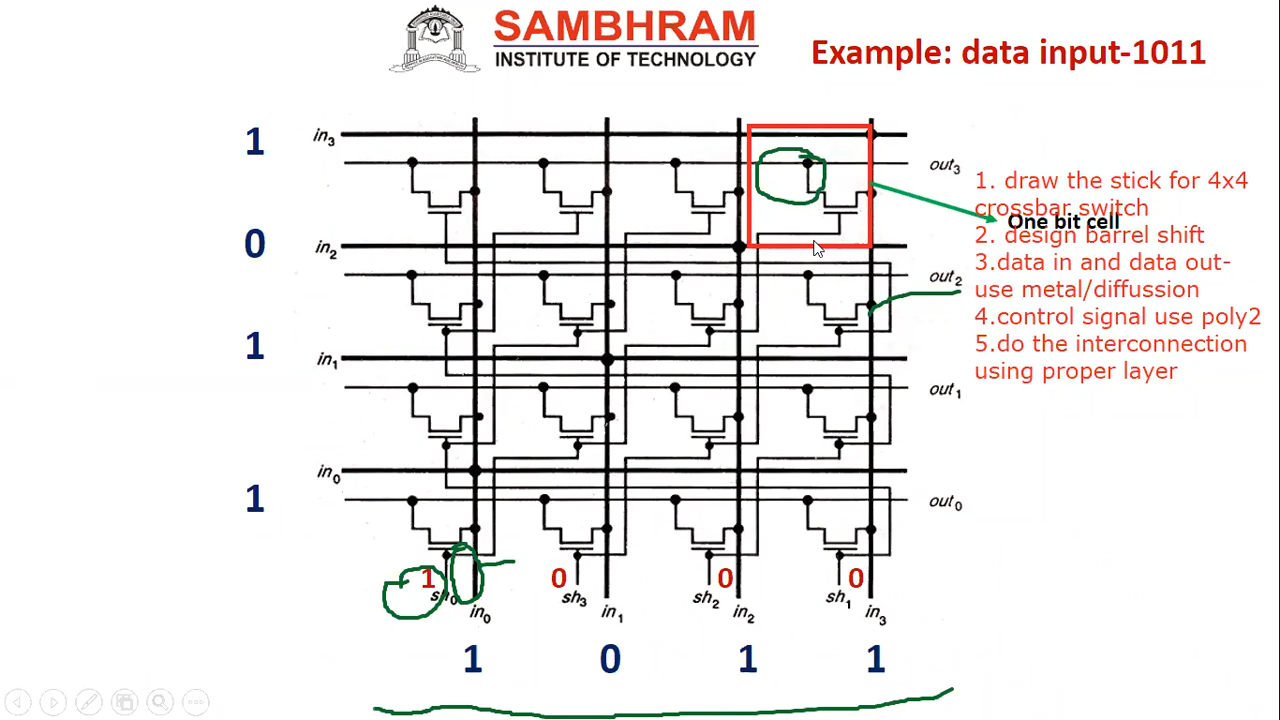 SAMBHRAM
INSTITUTE OF TECHNOLOGY
Example: data input-1011
1
in3
out3
1. draw the stick for 4x4
crossbar switch
One bit cell
2. design barrel shift
0
in2
out2
3.data in and data out-
use metal/diffussion
4.control signal use poly2
1
in1
5.do the interconnection
using proper layer
out1
in0
1
out0
1
0
0
0
sh0
sh3
sh2
sh1
in0
in1
in2
in3
1
0
1
1